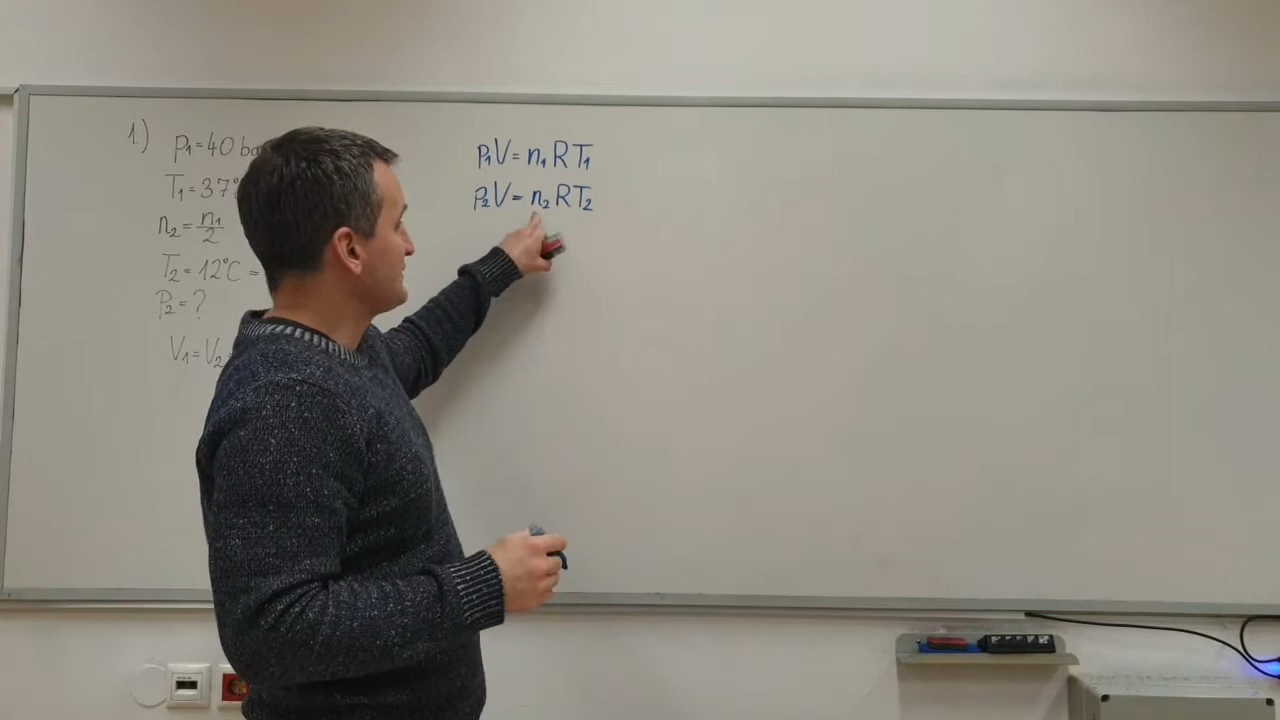 1.) p₁=40 ba
T₁=37°
n₂=n₁/2
T₂=12°C=
P₂=?
V₁=V₂=
p₁V=n₁RT₁
p₂V=n₂RT₂